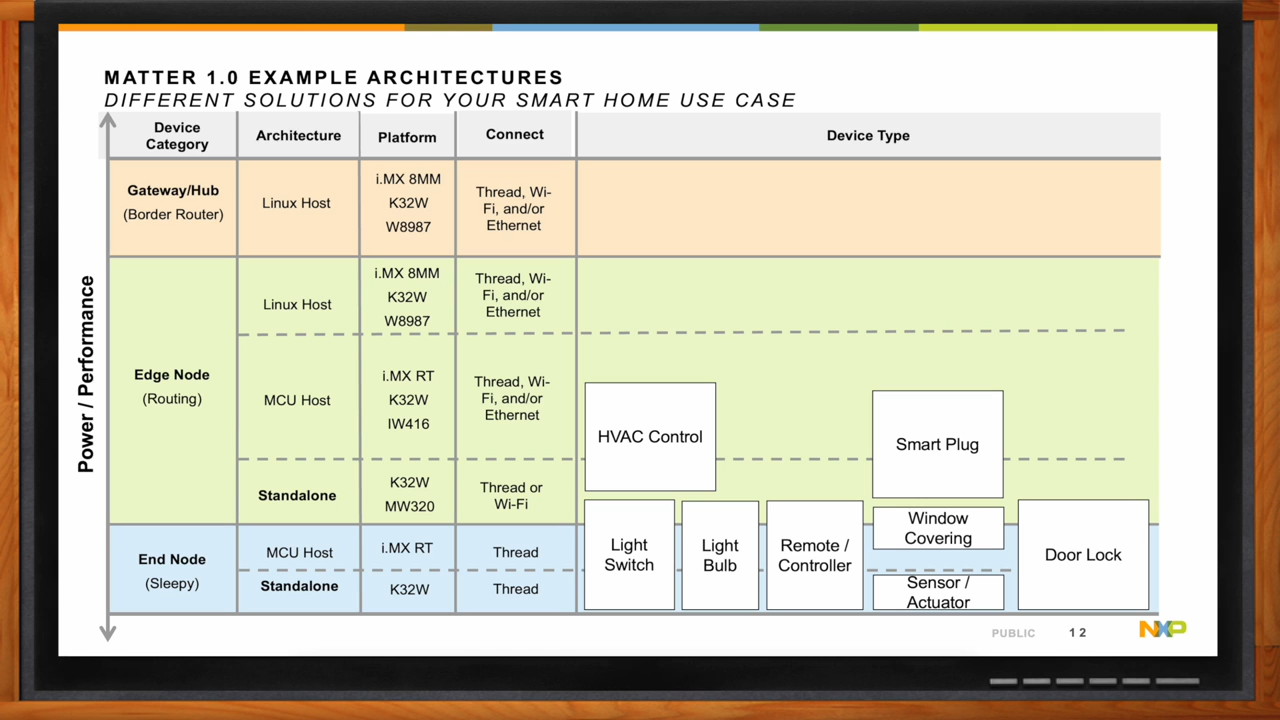 MATTER 1.0 EXAMPLE ARCHITECTURES
DIFFERENT SOLUTIONS FOR YOUR SMART HOME USE CASE
Device
Category
Architecture
Platform
Connect
Device Type
Power / Performance
Gateway/Hub
(Border Router)
Linux Host
i.MX 8MM
K32W
W8987
Thread, Wi-
Fi, and/or
Ethernet
Edge Node
(Routing)
Linux Host
i.MX 8MM
K32W
W8987
Thread, Wi-
Fi, and/or
Ethernet
MCU Host
i.MX RT
K32W
IW416
Thread, Wi-
Fi, and/or
Ethernet
Standalone
K32W
MW320
Thread or
Wi-Fi
End Node
(Sleepy)
MCU Host
i.MX RT
Thread
Standalone
K32W
Thread
HVAC Control
Smart Plug
Light
Switch
Light
Bulb
Remote /
Controller
Window
Covering
Sensor /
Actuator
Door Lock
PUBLIC
12
NXP